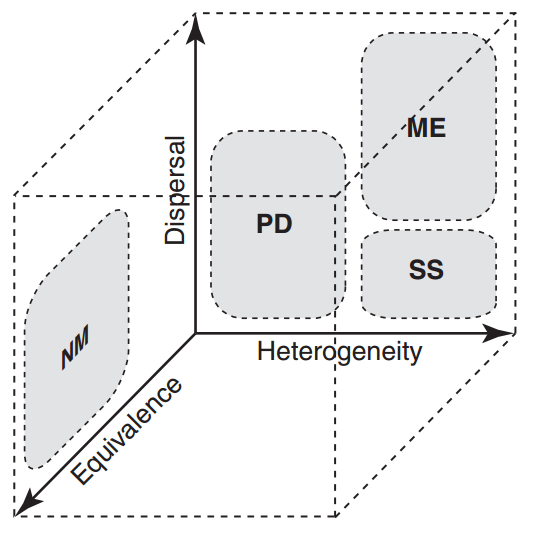 ME
Dispersal
PD
SS
NM
Heterogeneity
Equivalence